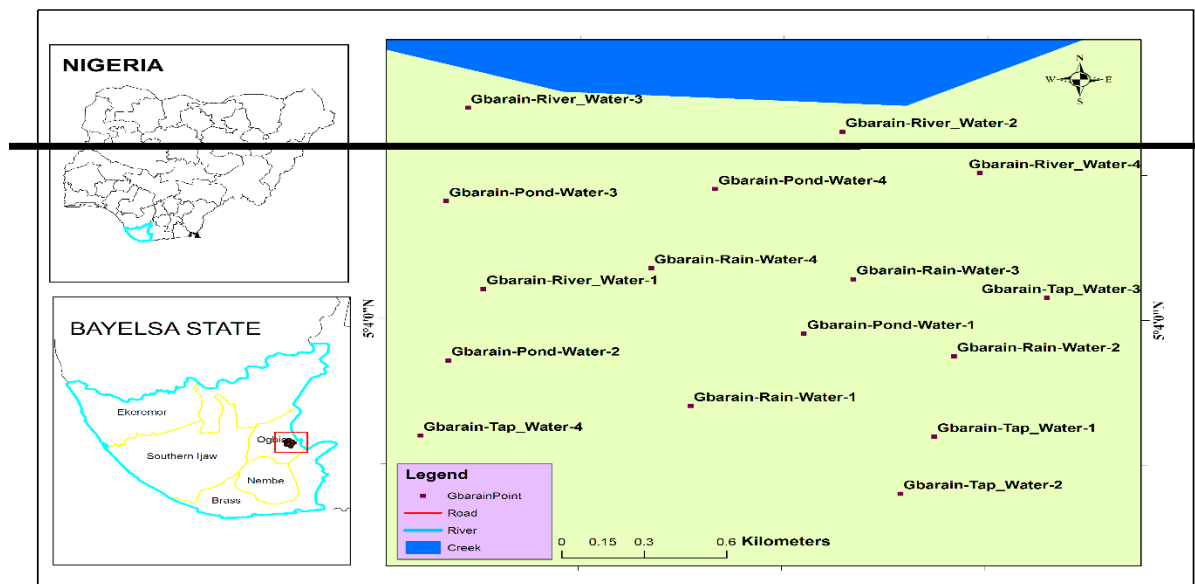 NIGERIA
BAYELSA STATE
Ekoromor
Southern Ijaw
Nembe
Brass
N
W
E
S
Gbarain-River_Water-3
Gbarain-River_Water-2
Gbarain-River_Water-4
Gbarain-Pond-Water-4
Gbarain-Pond-Water-3
Gbarain-Rain-Water-4
Gbarain-Rain-Water-3
Gbarain-River_Water-1
Gbarain-Tap_Water-3
5°4'0"N
5°4'0"N
Gbarain-Pond-Water-1
Gbarain-Rain-Water-2
Gbarain-Pond-Water-2
Gbarain-Rain-Water-1
Gbarain-Tap_Water-4
Gbarain-Tap_Water-1
Gbarain-Tap_Water-2
Legend
GbarainPoint
Road
River
Creek
0 0.15 0.3 0.6 Kilometers